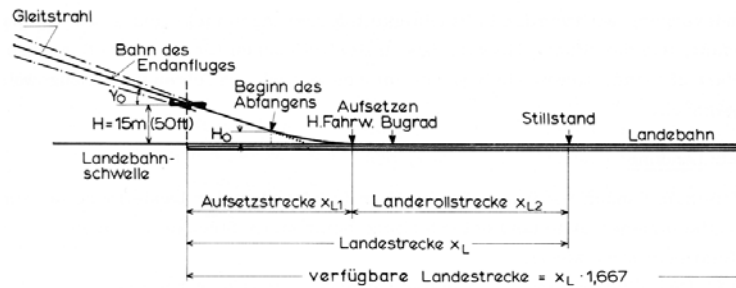 Gleitstrahl
Bahn des
Endanfluges
Beginn des
Abfangens
γO
H=15m(50ft)
HO
Aufsetzen
H.Fahrw. Bugrad
Stillstand
Landebahn
Landebahn-
schwelle
Aufsetzstrecke xL1
Landerollstrecke xL2
Landestrecke xL
verfügbare Landestrecke = xL · 1,667